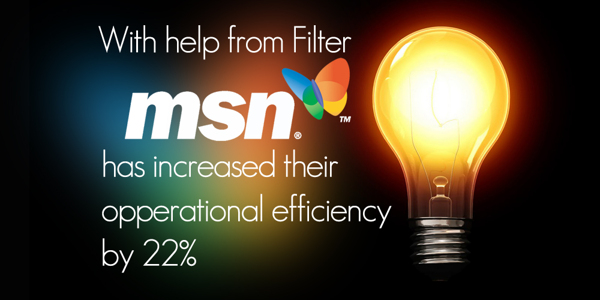 With help from Filter
msn® ™
has increased their
opperational efficiency
by 22%